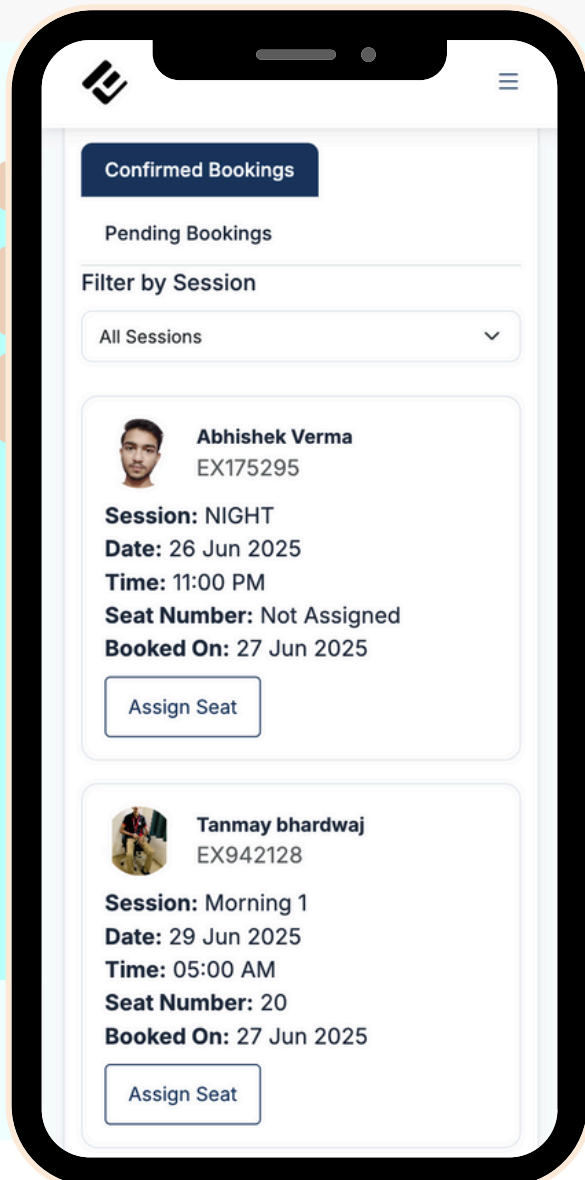 Confirmed Bookings
Pending Bookings
Filter by Session
All Sessions
Abhishek Verma
EX175295
Session: NIGHT
Date: 26 Jun 2025
Time: 11:00 PM
Seat Number: Not Assigned
Booked On: 27 Jun 2025
Assign Seat
Tanmay bhardwaj
EX942128
Session: Morning 1
Date: 29 Jun 2025
Time: 05:00 AM
Seat Number: 20
Booked On: 27 Jun 2025
Assign Seat